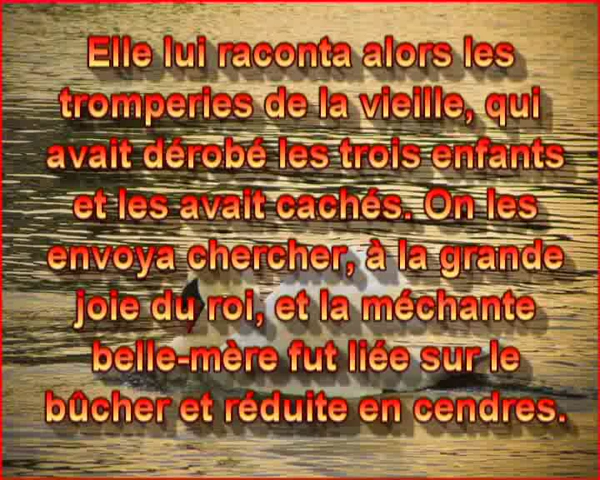 Elle lui raconta alors les
tromperies de la vieille, qui
avait dérobé les trois enfants
et les avait cachés. On les
envoya chercher, à la grande
joie du roi, et la méchante
belle-mère fut liée sur le
bûcher et réduite en cendres.